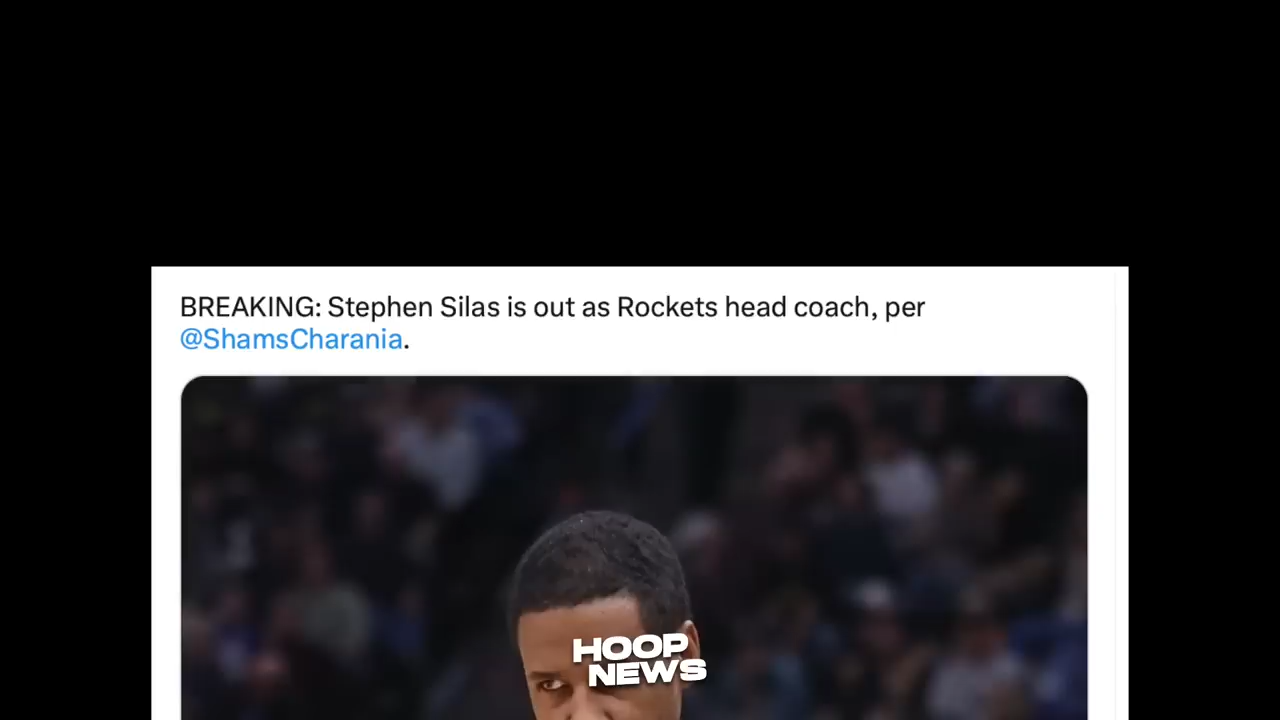 BREAKING: Stephen Silas is out as Rockets head coach, per
@ShamsCharania.
HOOP
NEWS